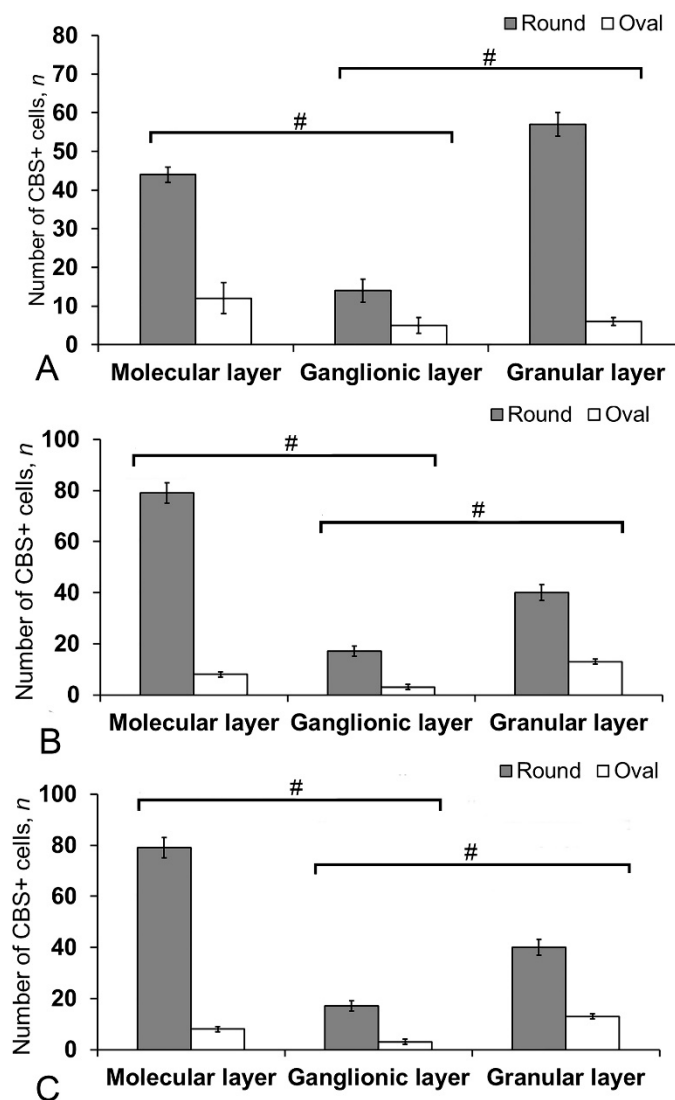 Round Oval
Number of CBS+ cells, n
80
70
60
50
40
30
20
10
0
#
#
Molecular layer Ganglionic layer Granular layer
A
Round Oval
Number of CBS+ cells, n
100
80
60
40
20
0
#
#
Molecular layer Ganglionic layer Granular layer
B
Round Oval
Number of CBS+ cells, n
100
80
60
40
20
0
#
#
Molecular layer Ganglionic layer Granular layer
C